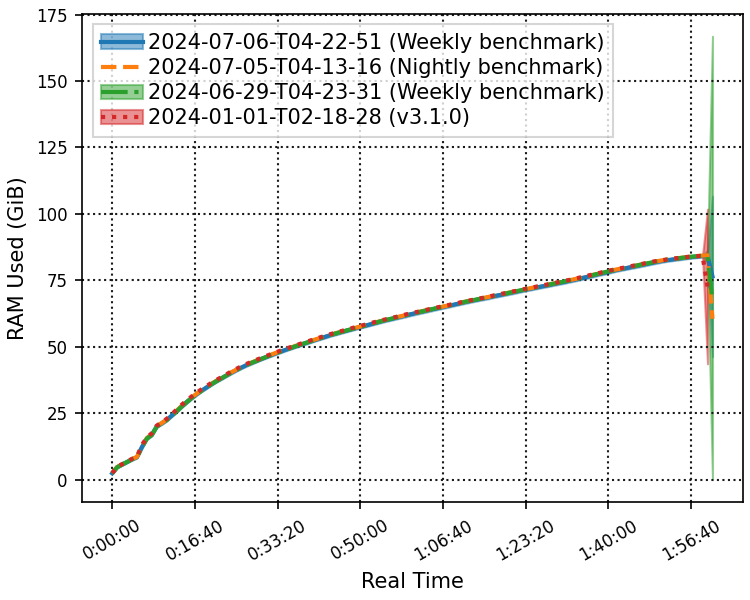 175
150
125
100
75
50
25
0
RAM Used (GiB)
2024-07-06-T04-22-51 (Weekly benchmark)
2024-07-05-T04-13-16 (Nightly benchmark)
2024-06-29-T04-23-31 (Weekly benchmark)
2024-01-01-T02-18-28 (v3.1.0)
0:00:00
0:16:40
0:33:20
0:50:00
1:06:40
1:23:20
1:40:00
1:56:40
Real Time